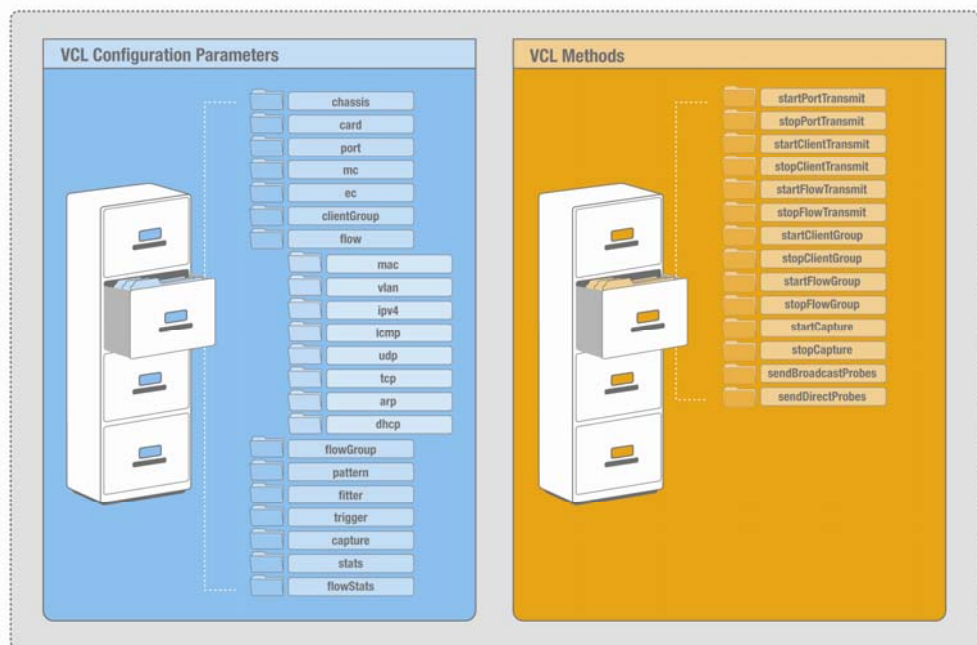 VCL Configuration Parameters
chassis
card
port
mc
ec
clientGroup
flow
mac
vlan
ipv4
icmp
udp
tcp
arp
dhcp
flowGroup
pattern
fitter
trigger
capture
stats
flowStats
VCL Methods
startPortTransmit
stopPortTransmit
startClientTransmit
stopClientTransmit
startFlowTransmit
stopFlowTransmit
startClientGroup
stopClientGroup
startFlowGroup
stopFlowGroup
startCapture
stopCapture
sendBroadcastProbes
sendDirectProbes